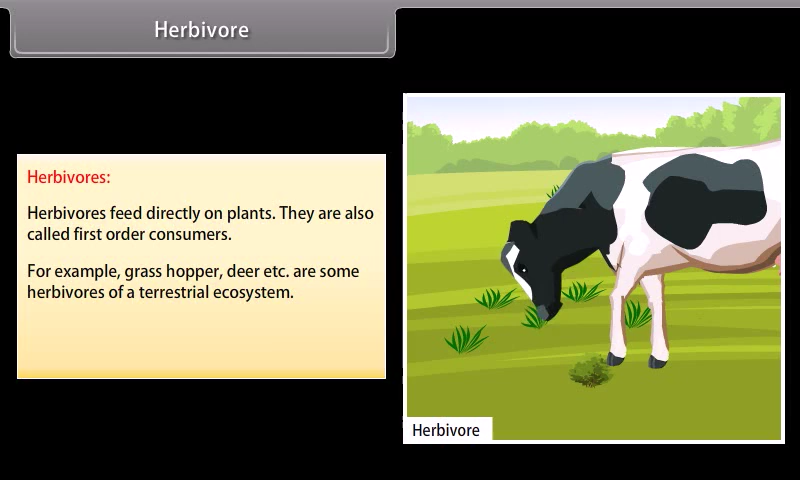 Herbivore
Herbivores:
Herbivores feed directly on plants. They are also
called first order consumers.
For example, grass hopper, deer etc. are some
herbivores of a terrestrial ecosystem.
Herbivore